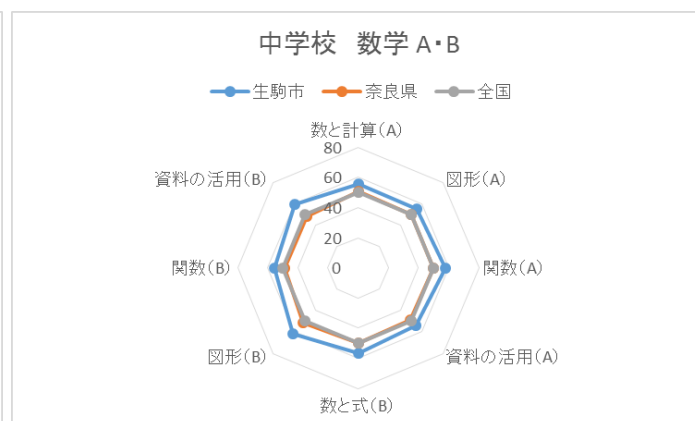 中学校　数学 A・B
生駒市　奈良県　全国
数と計算(A)
80
資料の活用(B)　60　図形(A)
40
20
関数(B)　0　関数(A)
図形(B)　資料の活用(A)
数と式(B)